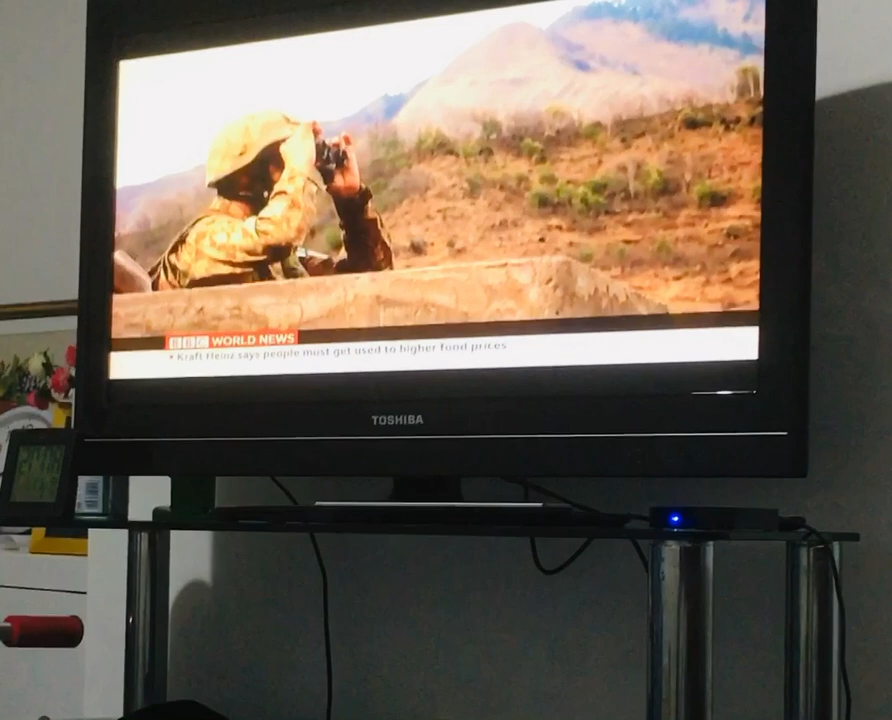 BBC WORLD NEWS
• Kraft Heinz says people must get used to higher food prices
TOSHIBA